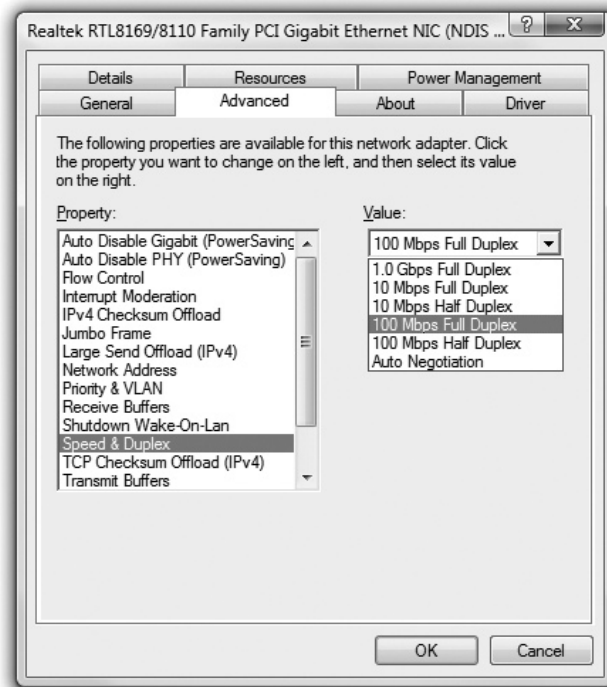 Realtek RTL8169/8110 Family PCI Gigabit Ethernet NIC (NDIS ...
Details Resources Power Management
General Advanced About Driver
The following properties are available for this network adapter. Click
the property you want to change on the left, and then select its value
on the right.
Property:
Auto Disable Gigabit (PowerSaving
Auto Disable PHY (PowerSaving)
Flow Control
Interrupt Moderation
IPv4 Checksum Offload
Jumbo Frame
Large Send Offload (IPv4)
Network Address
Priority & VLAN
Receive Buffers
Shutdown Wake-On-Lan
Speed & Duplex
TCP Checksum Offload (IPv4)
Transmit Buffers
Value:
100 Mbps Full Duplex
1.0 Gbps Full Duplex
10 Mbps Full Duplex
10 Mbps Half Duplex
100 Mbps Full Duplex
100 Mbps Half Duplex
Auto Negotiation
OK Cancel